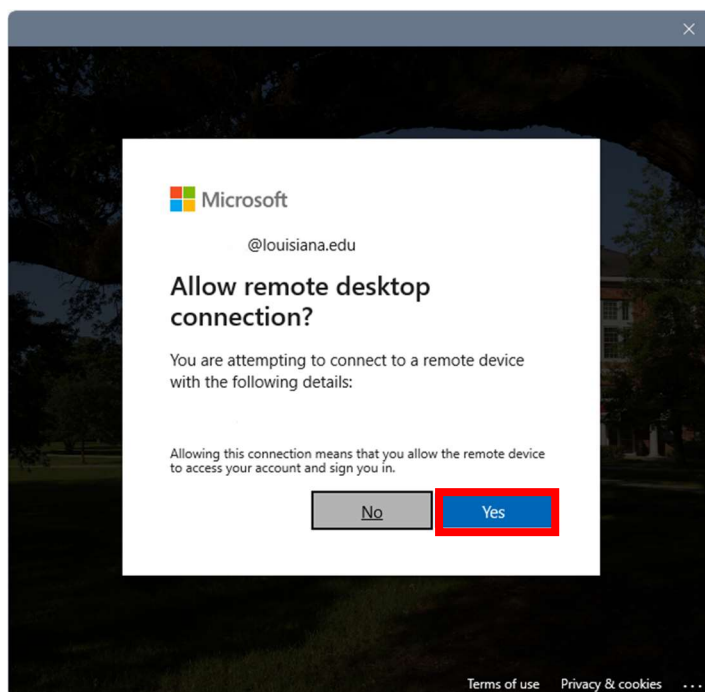 Microsoft
@louisiana.edu
Allow remote desktop
connection?
You are attempting to connect to a remote device
with the following details:
Allowing this connection means that you allow the remote device
to access your account and sign you in.
No
Yes
Terms of use
Privacy & cookies
...